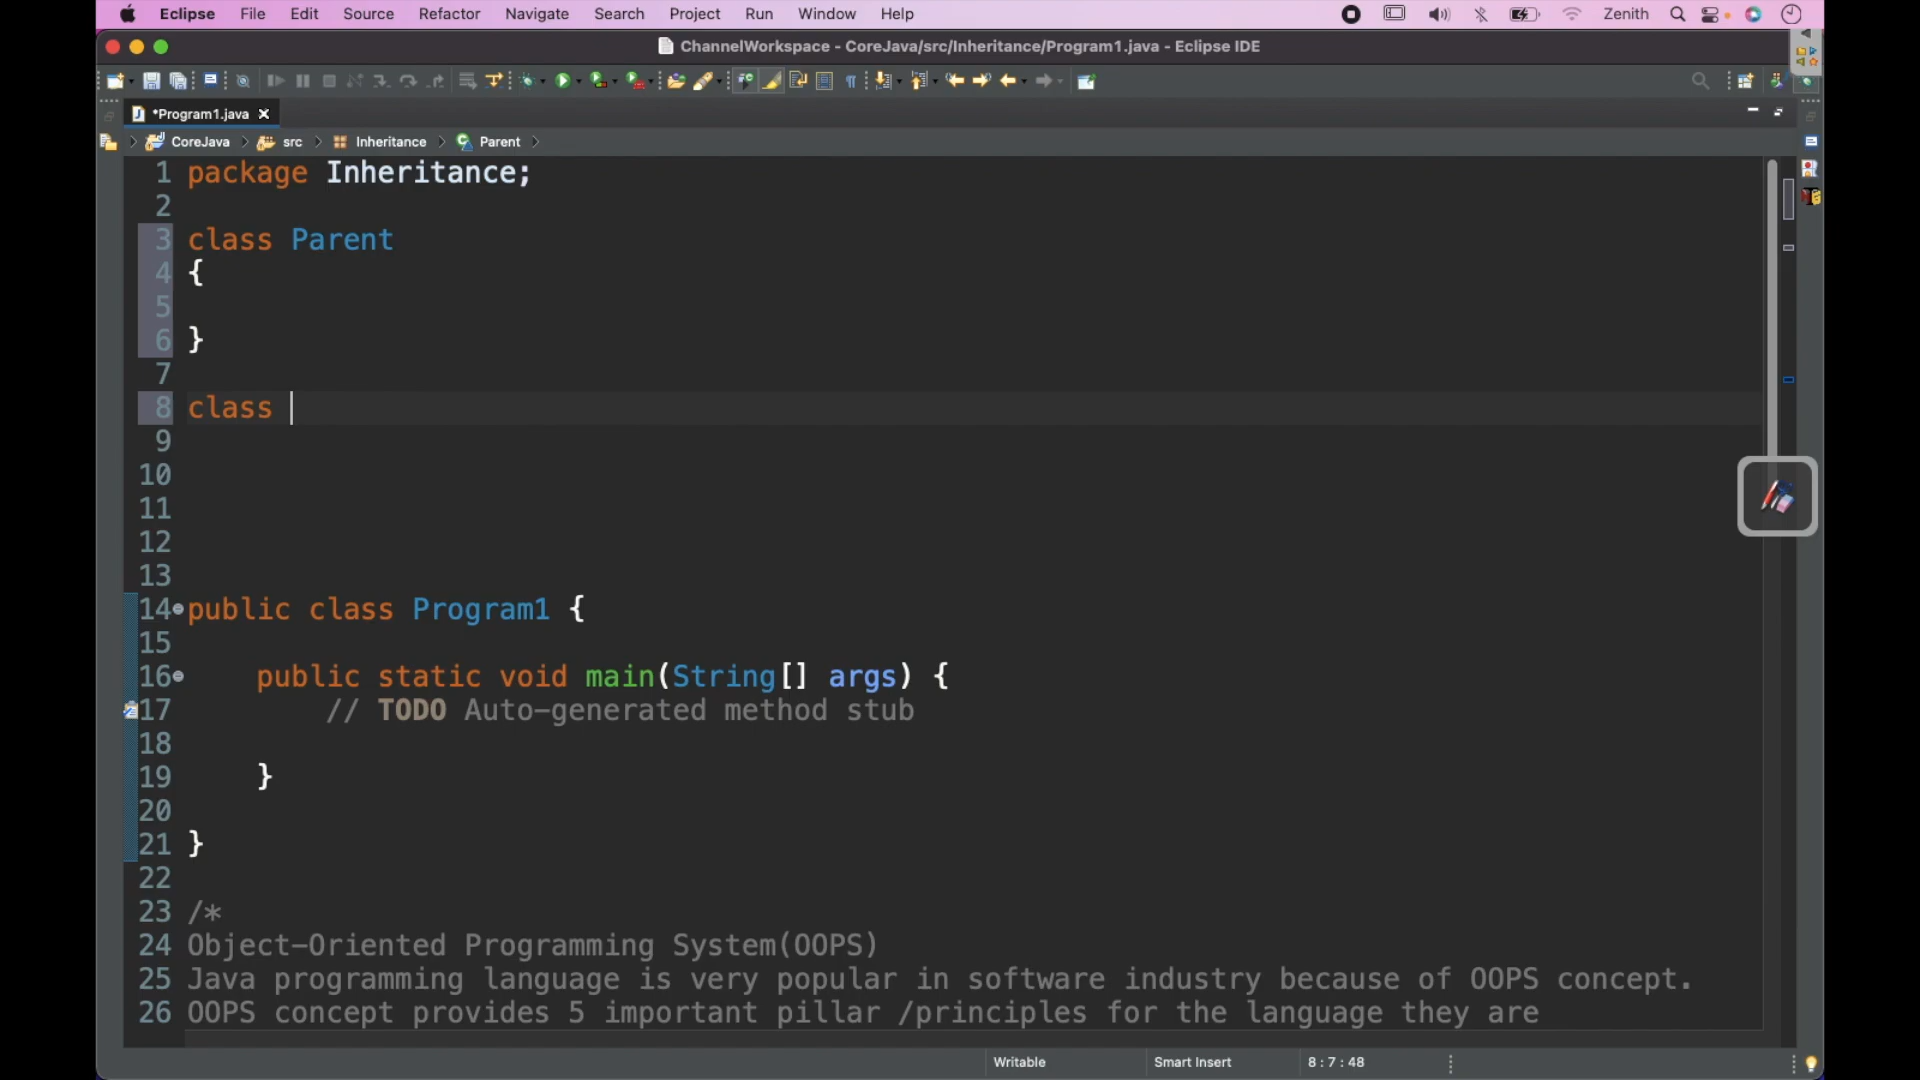 Eclipse File Edit Source Refactor Navigate Search Project Run Window Help Zenith
ChannelWorkspace - CoreJava/src/Inheritance/Program1.java - Eclipse IDE
*Program1.java
CoreJava src Inheritance Parent
1 package Inheritance;
2
3 class Parent
4 {
5
6 }
7
8 class
9
10
11
12
13
14 public class Program1 {
15
16 public static void main(String[] args) {
17 // TODO Auto-generated method stub
18
19 }
20
21 }
22
23 /*
24 Object-Oriented Programming System(OOPS)
25 Java programming language is very popular in software industry because of OOPS concept.
26 OOPS concept provides 5 important pillar /principles for the language they are
Writable Smart Insert 8 : 7 : 48